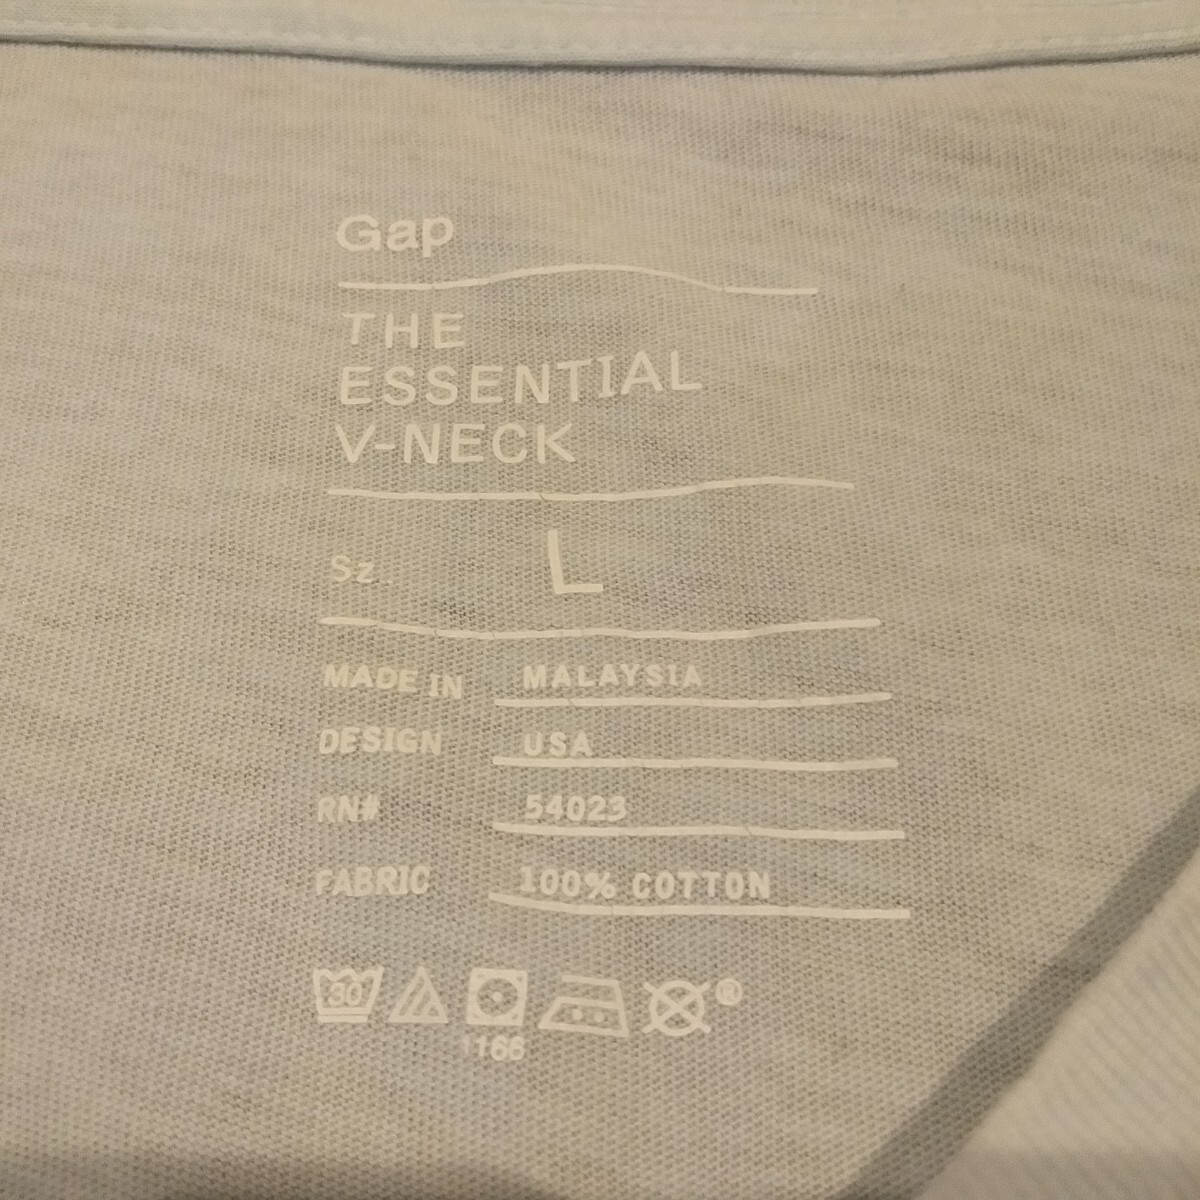 Gap
THE
ESSENTIAL
V-NECK
Sz. L
MADE IN MALAYSIA
DESIGN USA
RN# 54023
FABRIC 100% COTTON
30 ®
1166